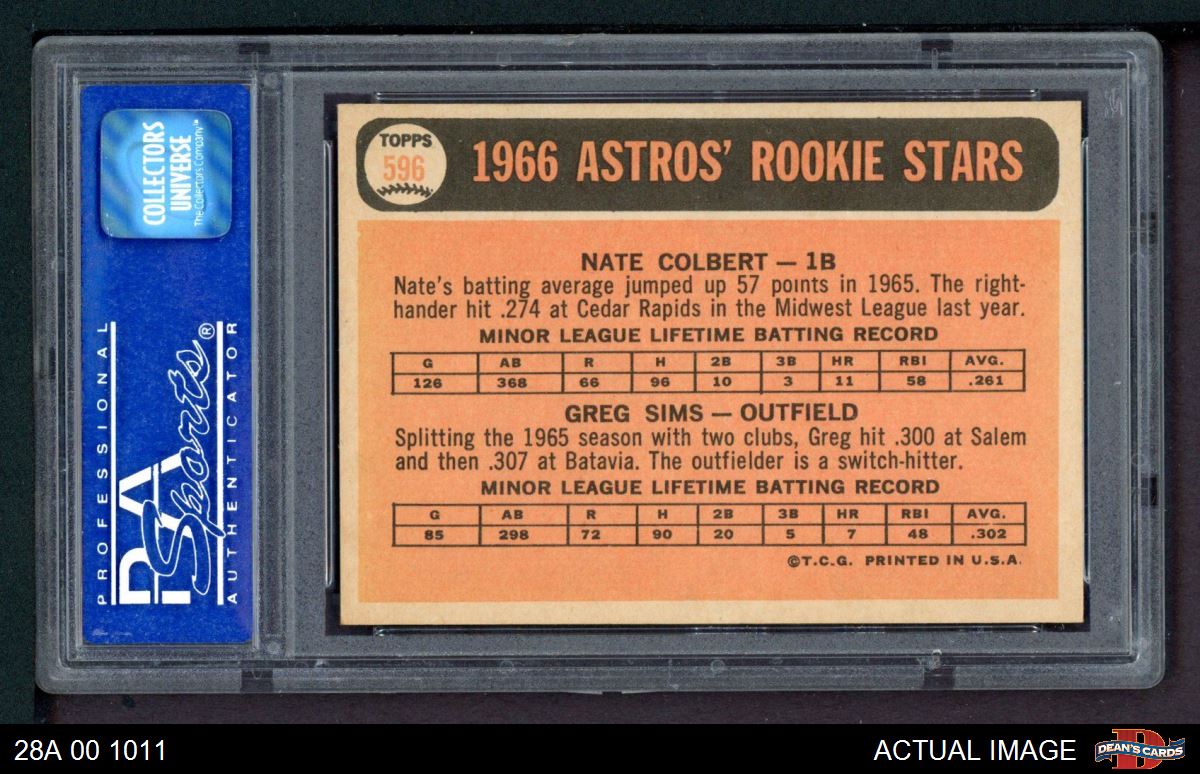 COLLECTORS
UNIVERSE
The Collectors Company™
PROFESSIONAL
PSA
Sports®
AUTHENTICATOR
TOPPS
596
1966 ASTROS' ROOKIE STARS
NATE COLBERT — 1B
Nate's batting average jumped up 57 points in 1965. The right-
hander hit .274 at Cedar Rapids in the Midwest League last year.
MINOR LEAGUE LIFETIME BATTING RECORD
G AB R H 2B 3B HR RBI AVG.
126 368 66 96 10 3 11 58 .261
GREG SIMS — OUTFIELD
Splitting the 1965 season with two clubs, Greg hit .300 at Salem
and then .307 at Batavia. The outfielder is a switch-hitter.
MINOR LEAGUE LIFETIME BATTING RECORD
G AB R H 2B 3B HR RBI AVG.
85 298 72 90 20 5 7 48 .302
©T.C.G. PRINTED IN U.S.A.
28A 00 1011
ACTUAL IMAGE
DEAN'S CARDS